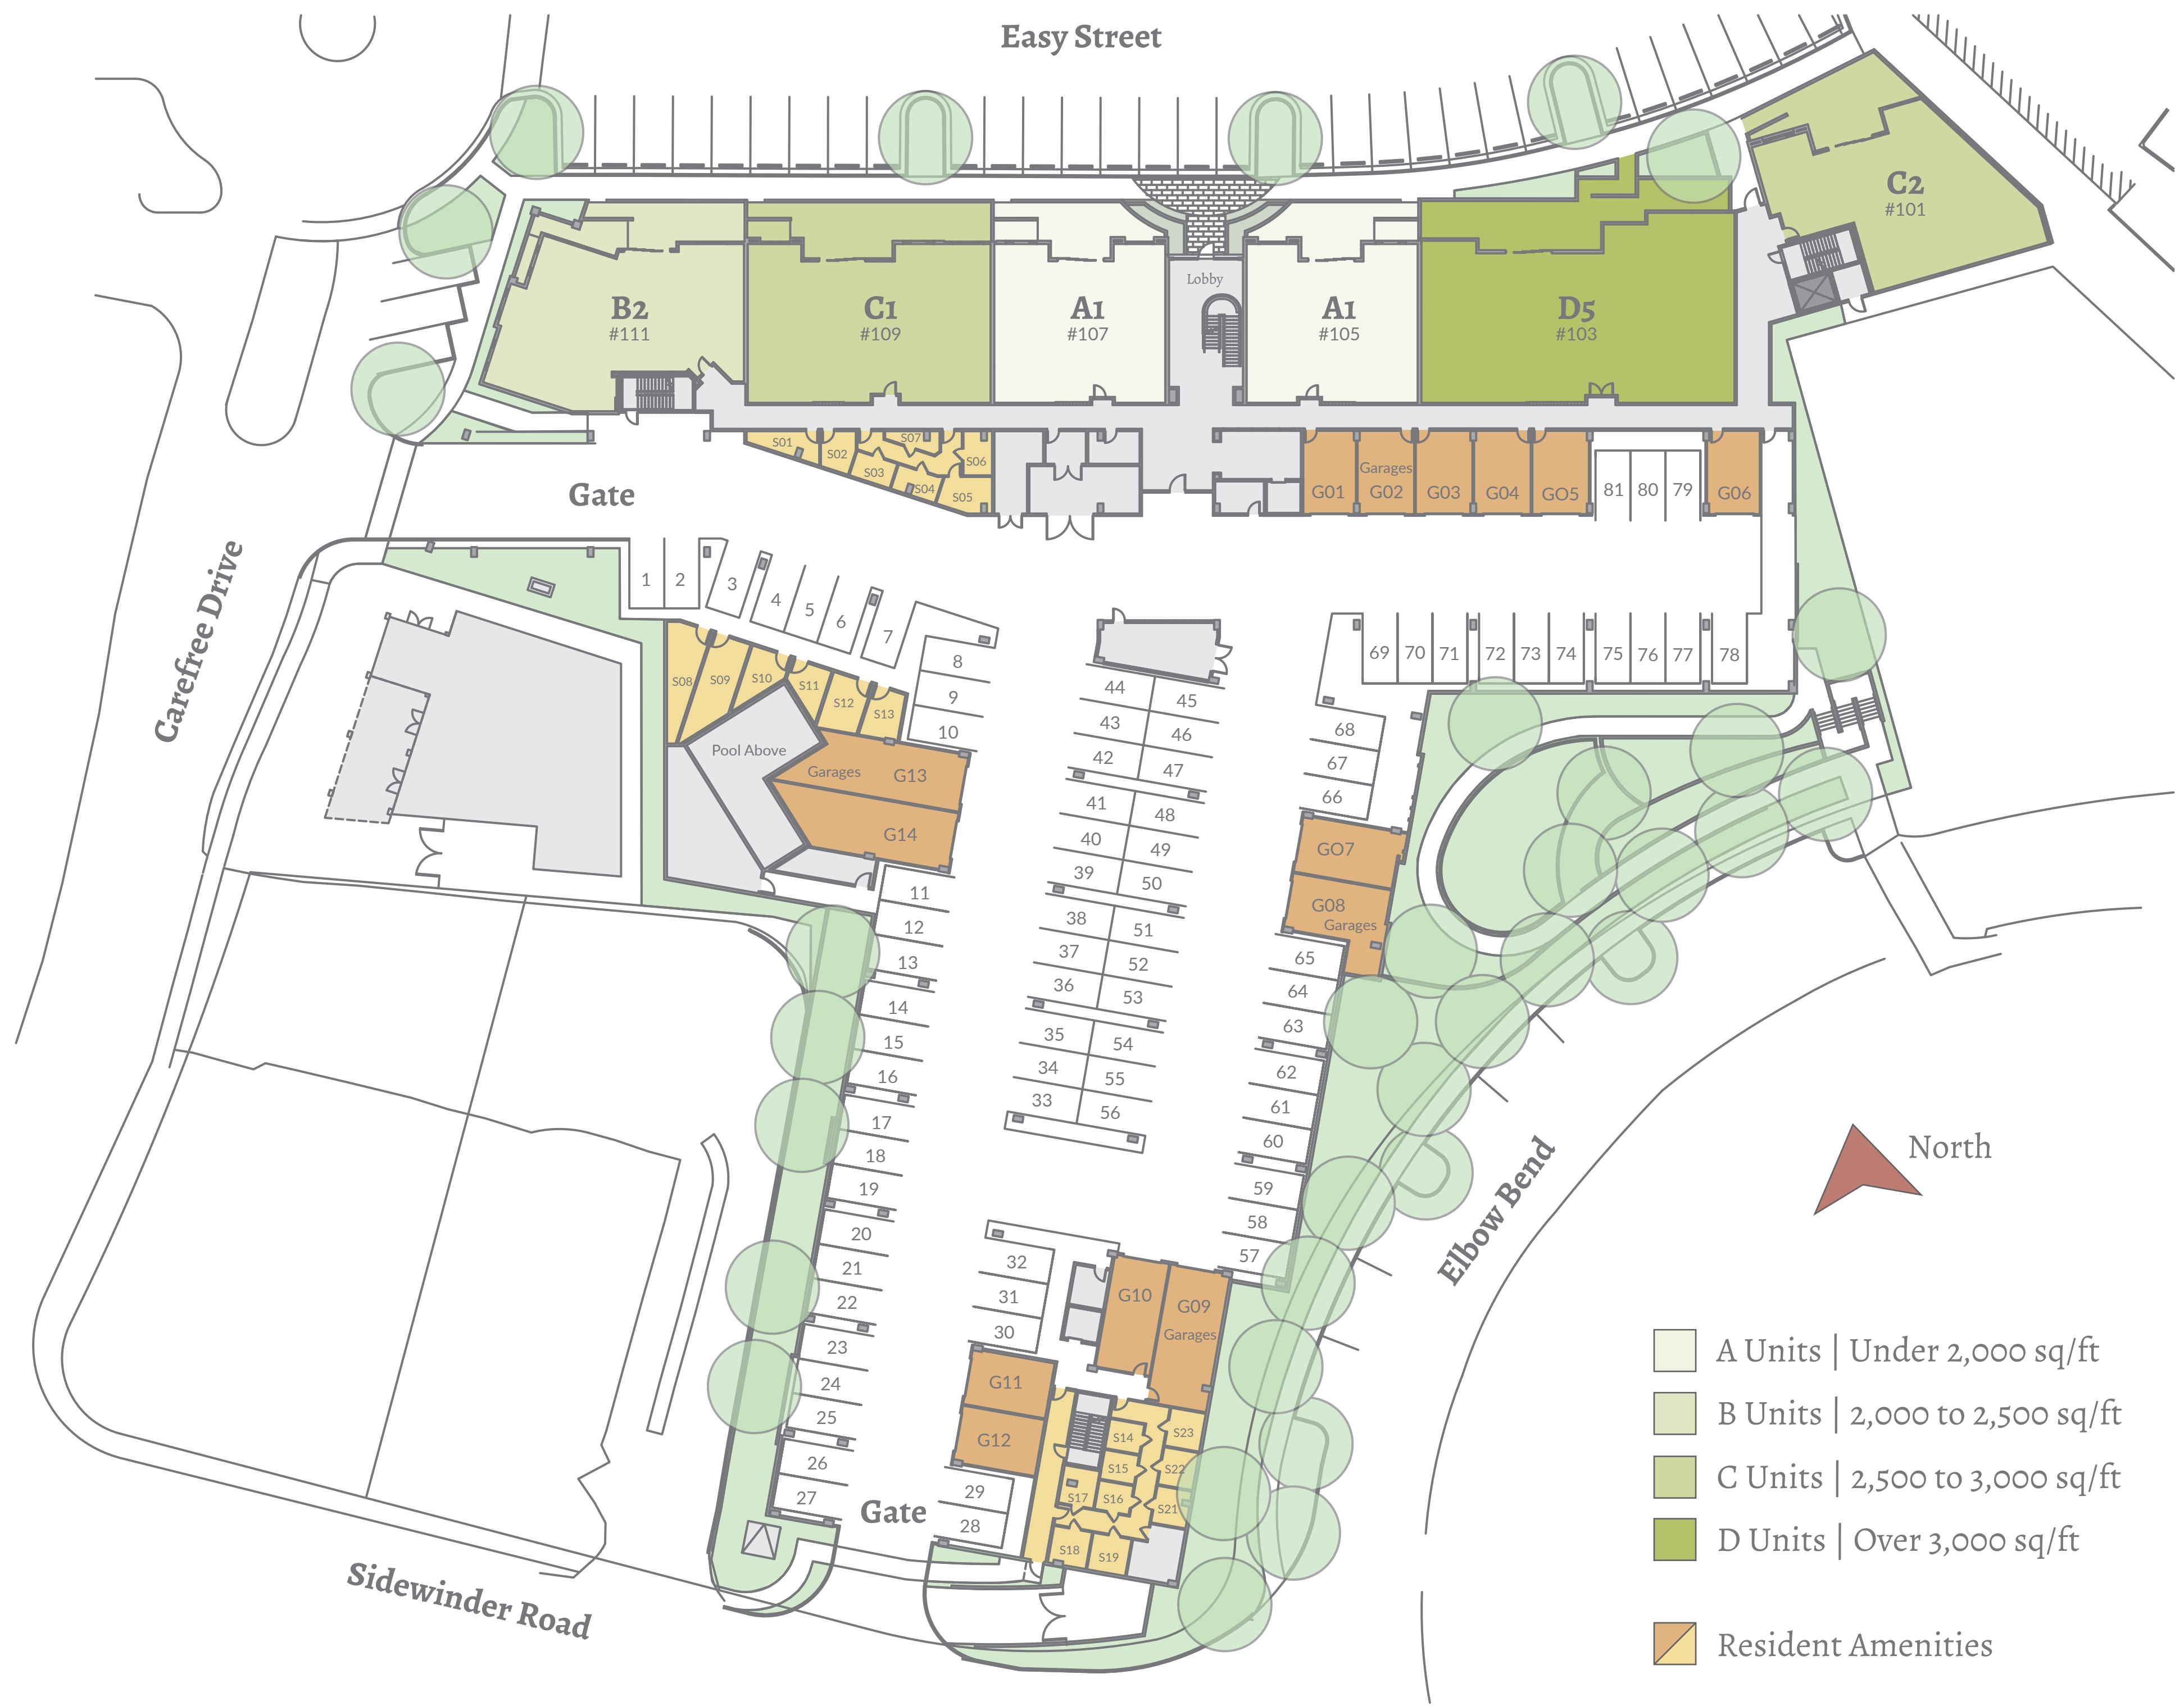 Easy Street
C2
#101
B2
#111
C1
#109
A1
#107
Lobby
A1
#105
D5
#103
S01
S02
S03
S07
S04
S06
S05
G01
Garages
G02
G03
G04
GO5
81
80
79
G06
Gate
Carefree Drive
1
2
3
4
5
6
7
8
9
10
S08
S09
S10
S11
S12
S13
Pool Above
Garages
G13
G14
44
45
43
46
42
47
41
48
40
49
39
50
38
51
37
52
36
53
35
54
34
55
33
56
69
70
71
72
73
74
75
76
77
78
68
67
66
GO7
G08
Garages
65
64
63
62
61
60
59
58
57
11
12
13
14
15
16
17
18
19
20
21
22
23
24
25
26
27
32
31
30
G10
G09
Garages
G11
G12
29
28
S14
S23
S15
S22
S17
S16
S21
S18
S19
Gate
Sidewinder Road
Elbow Bend
North
A Units | Under 2,000 sq/ft
B Units | 2,000 to 2,500 sq/ft
C Units | 2,500 to 3,000 sq/ft
D Units | Over 3,000 sq/ft
Resident Amenities